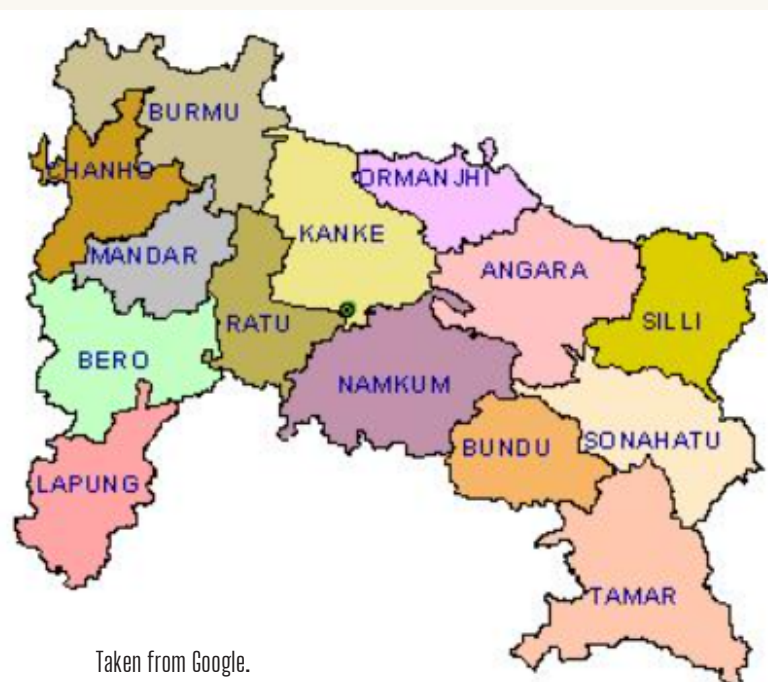 BURMU
CHANHO
ORMANJHI
KANKE
MANDAR
ANGARA
RATU
SILLI
BERO
NAMKUM
BUNDU
SONAHATU
LAPUNG
TAMAR
Taken from Google.